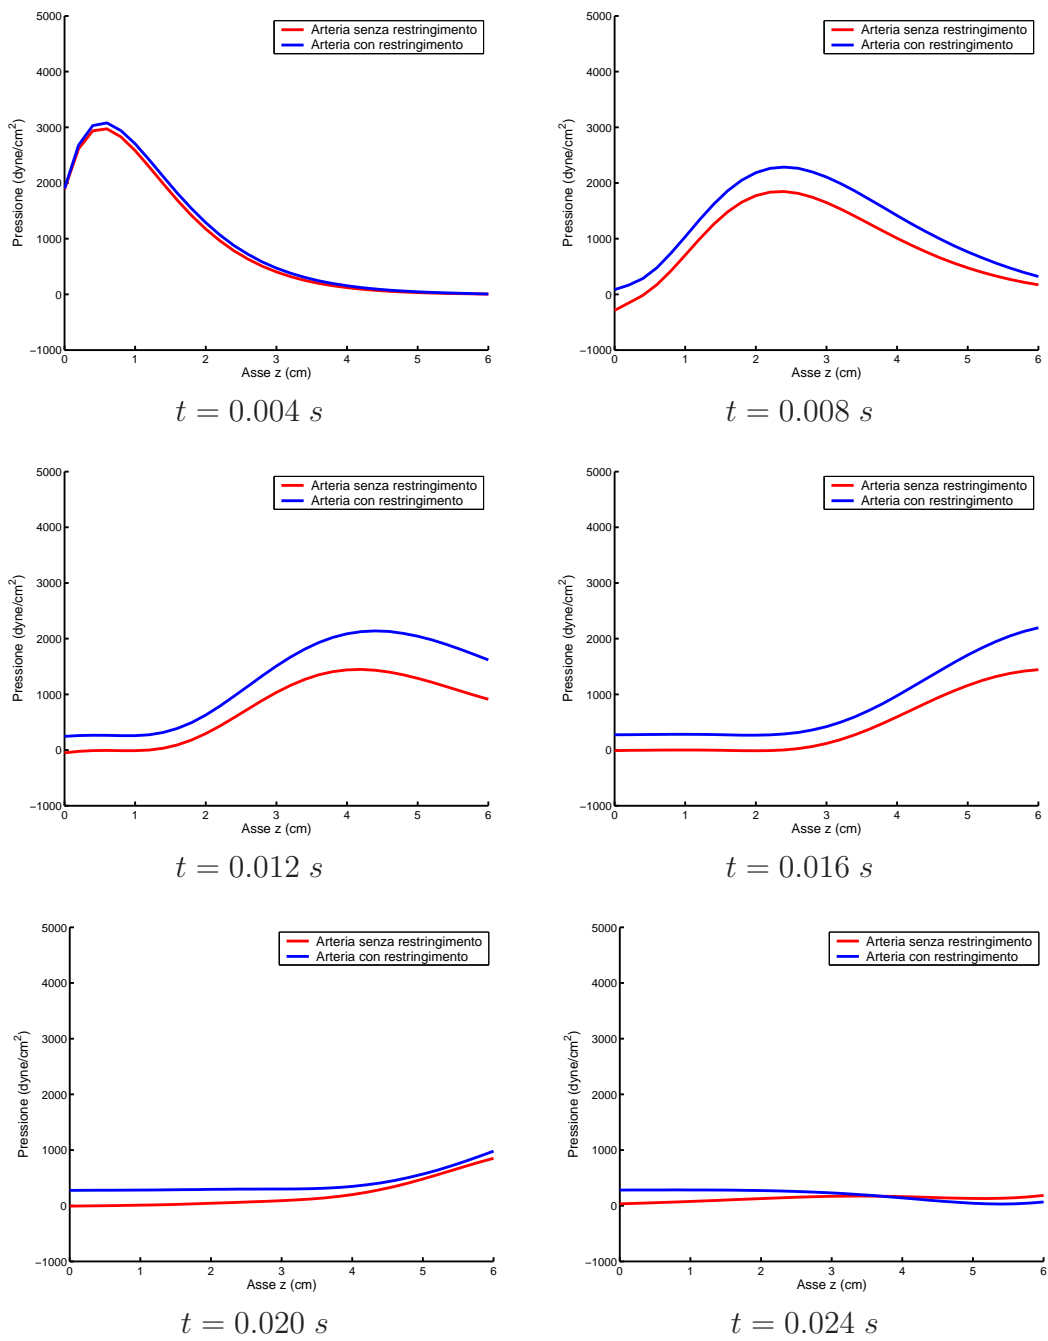 5000
4000
3000
2000
1000
0
−1000
0 1 2 3 4 5 6
Pressione (dyne/cm²)
Asse z (cm)
Arteria senza restringimento
Arteria con restringimento
t = 0.004 s
5000
4000
3000
2000
1000
0
−1000
0 1 2 3 4 5 6
Pressione (dyne/cm²)
Asse z (cm)
Arteria senza restringimento
Arteria con restringimento
t = 0.008 s
5000
4000
3000
2000
1000
0
−1000
0 1 2 3 4 5 6
Pressione (dyne/cm²)
Asse z (cm)
Arteria senza restringimento
Arteria con restringimento
t = 0.012 s
5000
4000
3000
2000
1000
0
−1000
0 1 2 3 4 5 6
Pressione (dyne/cm²)
Asse z (cm)
Arteria senza restringimento
Arteria con restringimento
t = 0.016 s
5000
4000
3000
2000
1000
0
−1000
0 1 2 3 4 5 6
Pressione (dyne/cm²)
Asse z (cm)
Arteria senza restringimento
Arteria con restringimento
t = 0.020 s
5000
4000
3000
2000
1000
0
−1000
0 1 2 3 4 5 6
Pressione (dyne/cm²)
Asse z (cm)
Arteria senza restringimento
Arteria con restringimento
t = 0.024 s